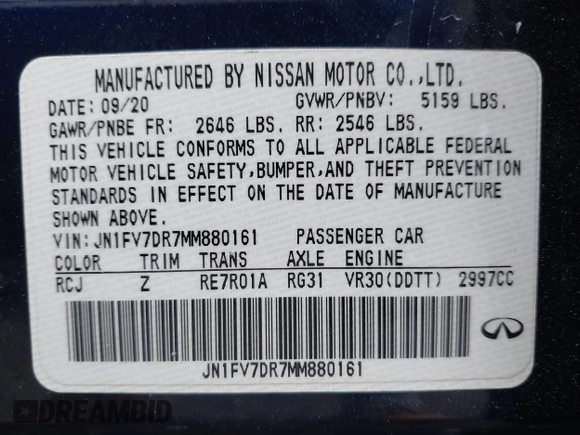 MANUFACTURED BY NISSAN MOTOR CO.,LTD.
DATE: 09/20 GVWR/PNBV: 5159 LBS.
GAWR/PNBE FR: 2646 LBS. RR: 2546 LBS.
THIS VEHICLE CONFORMS TO ALL APPLICABLE FEDERAL
MOTOR VEHICLE SAFETY,BUMPER,AND THEFT PREVENTION
STANDARDS IN EFFECT ON THE DATE OF MANUFACTURE
SHOWN ABOVE.
VIN: JN1FV7DR7MM880161 PASSENGER CAR
COLOR TRIM TRANS AXLE ENGINE
RCJ Z RE7R01A RG31 VR30(DDTT) 2997CC
JN1FV7DR7MM880161
DREAMBID